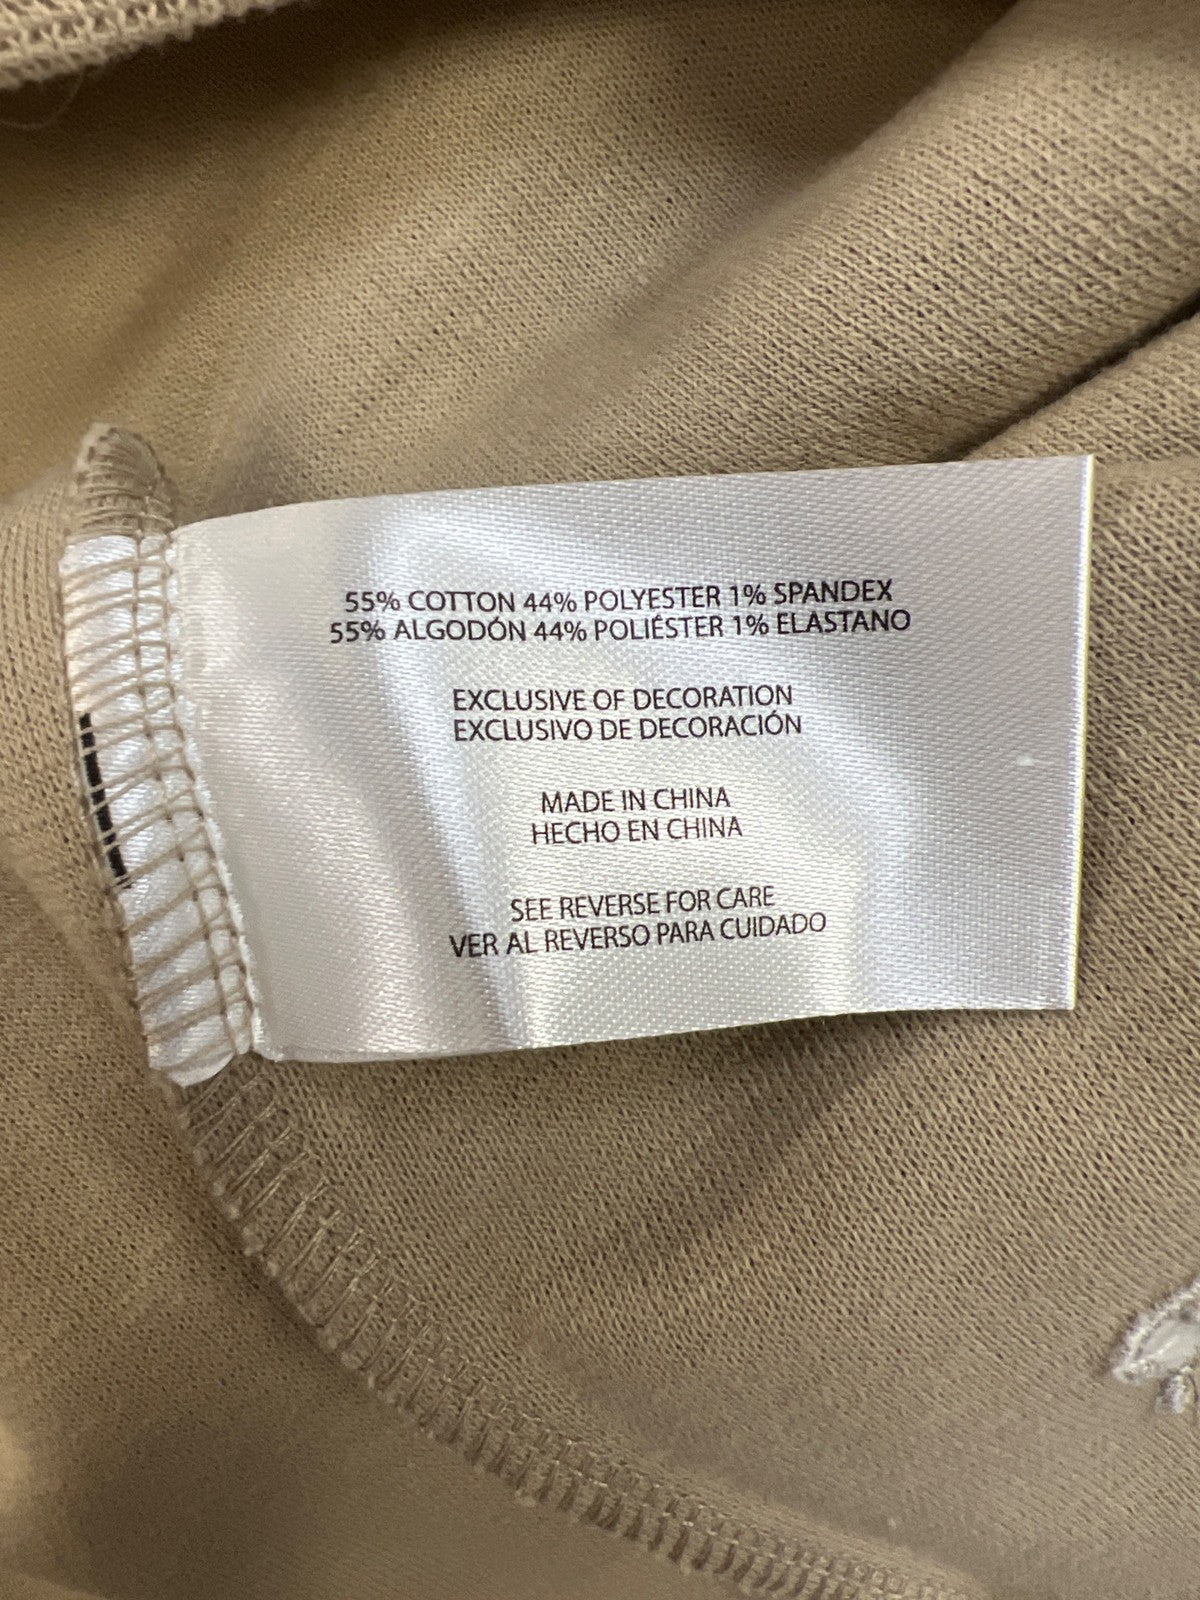 55% COTTON 44% POLYESTER 1% SPANDEX
55% ALGODÓN 44% POLIÉSTER 1% ELASTANO
EXCLUSIVE OF DECORATION
EXCLUSIVO DE DECORACIÓN
MADE IN CHINA
HECHO EN CHINA
SEE REVERSE FOR CARE
VER AL REVERSO PARA CUIDADO